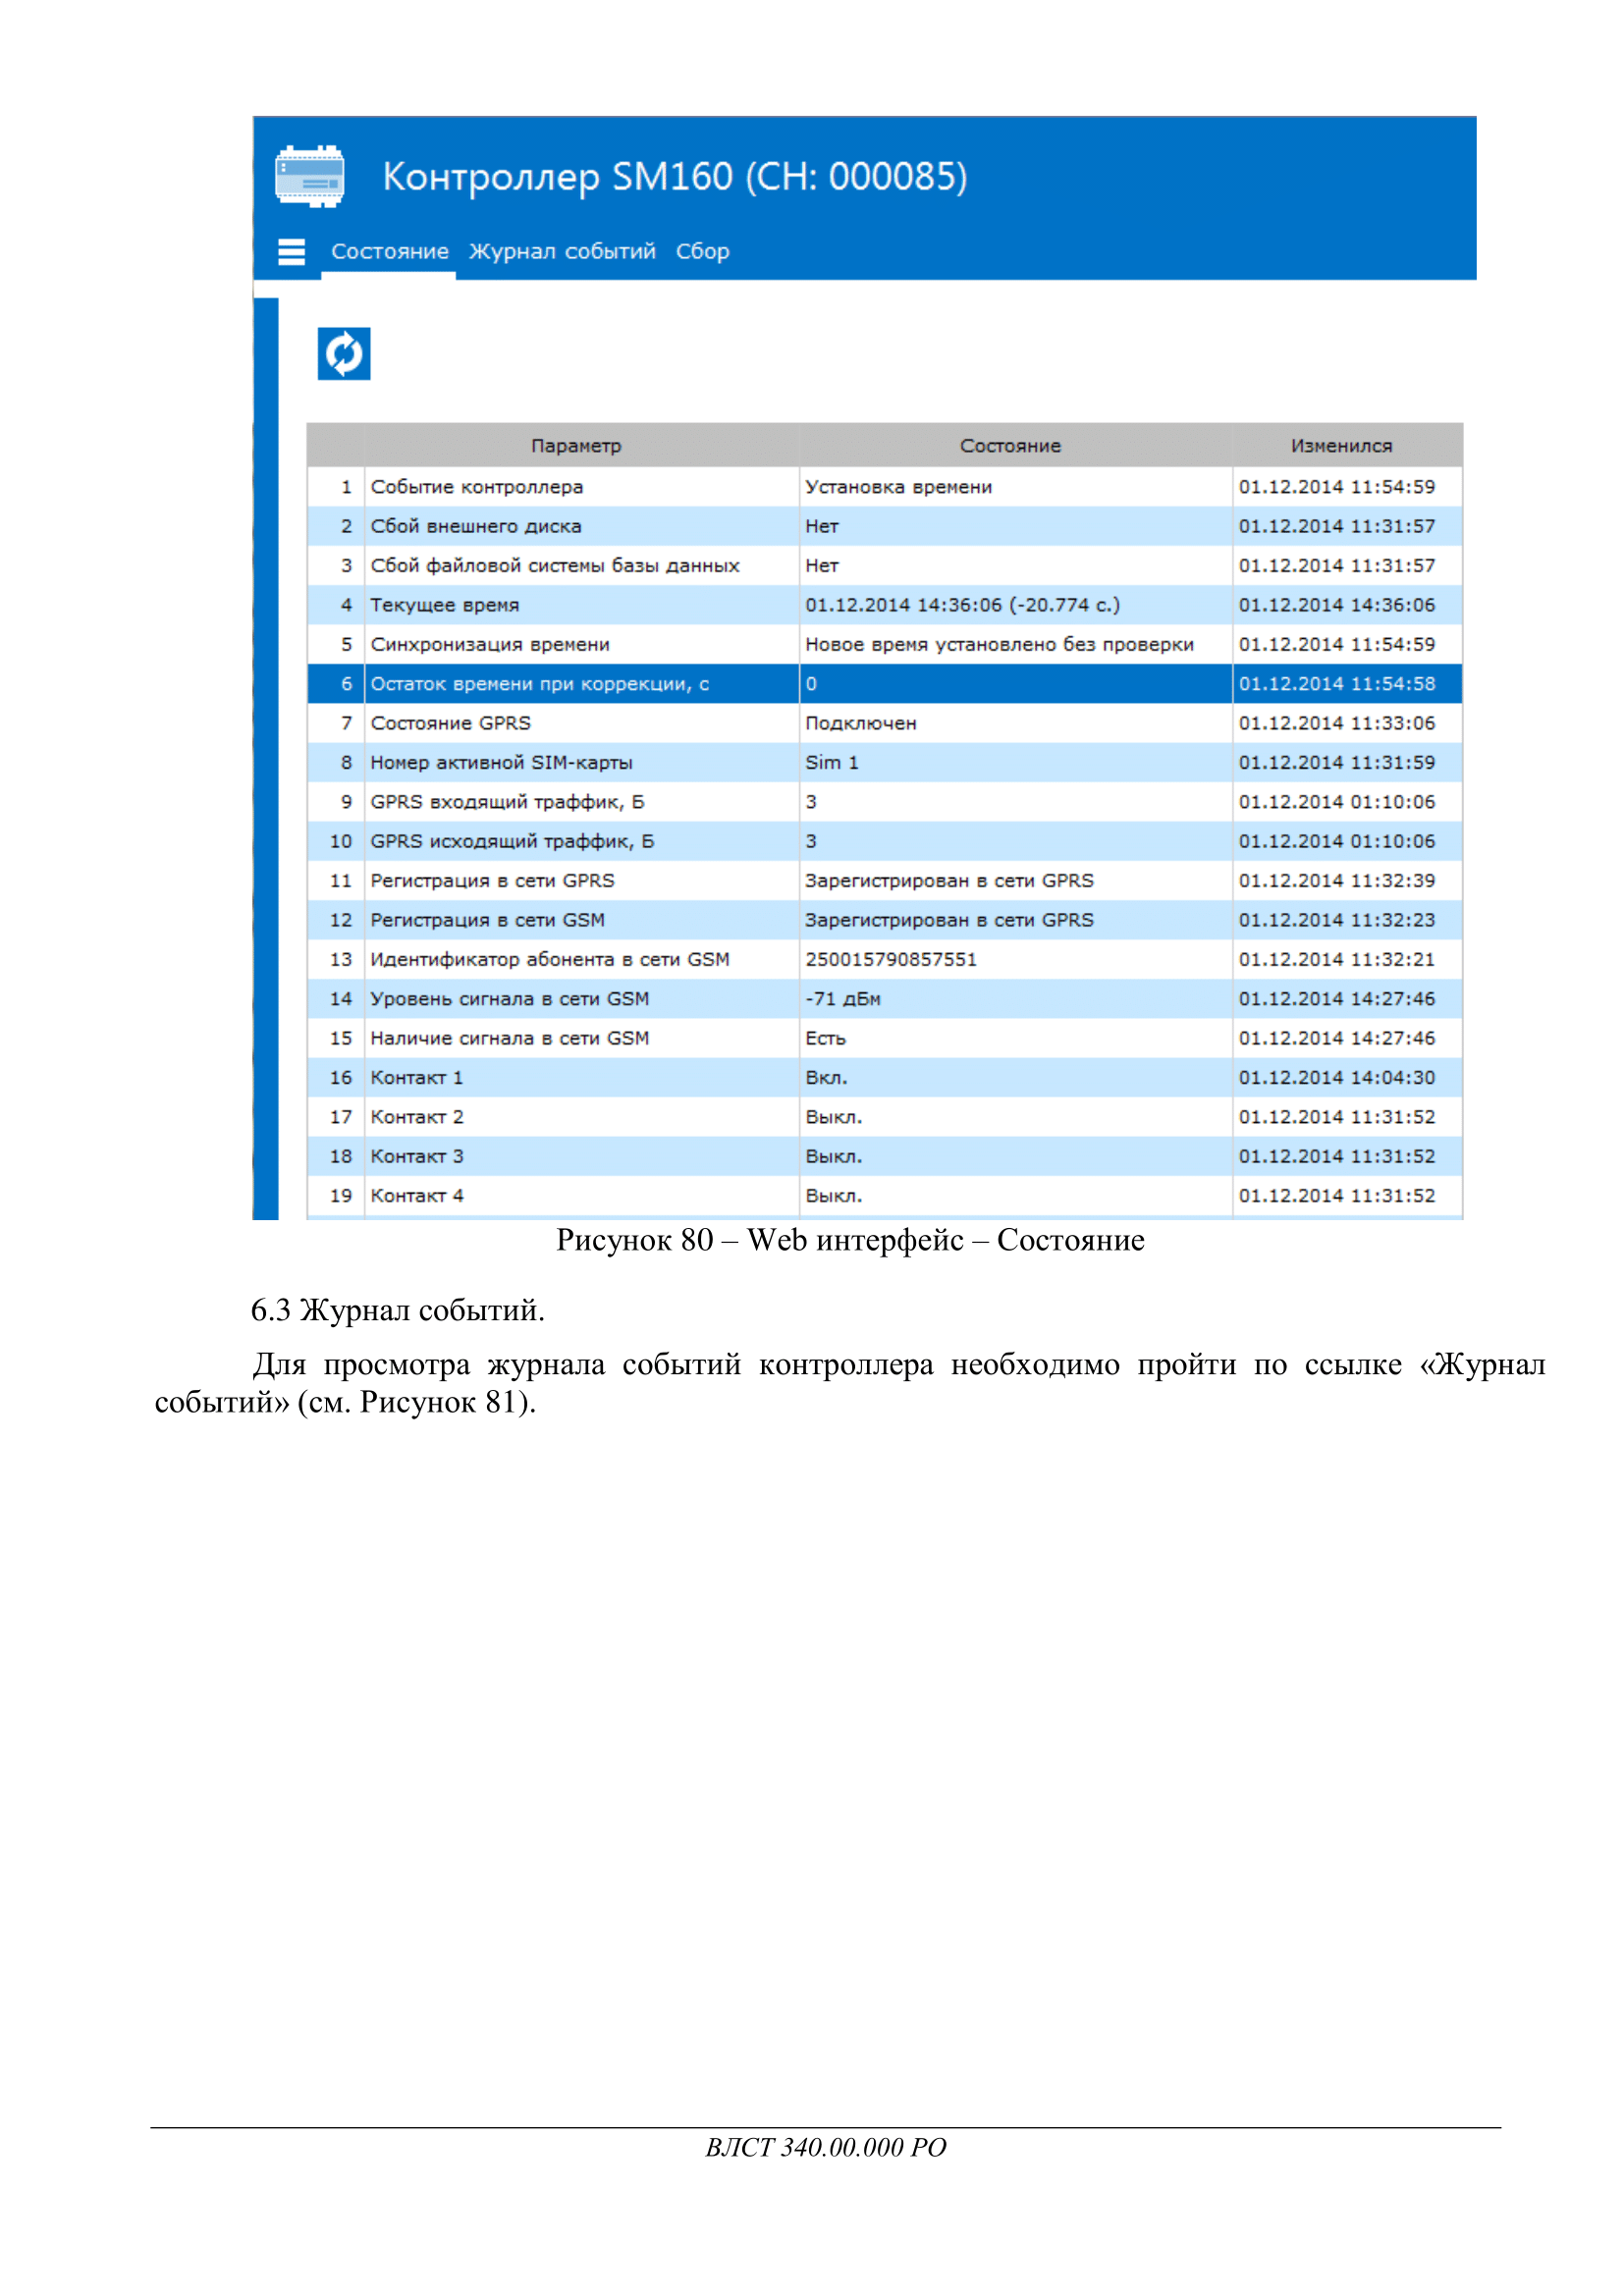 Контроллер SM160 (СН: 000085)
Состояние Журнал событий Сбор
Параметр Состояние Изменился
1 Событие контроллера Установка времени 01.12.2014 11:54:59
2 Сбой внешнего диска Нет 01.12.2014 11:31:57
3 Сбой файловой системы базы данных Нет 01.12.2014 11:31:57
4 Текущее время 01.12.2014 14:36:06 (-20.774 с.) 01.12.2014 14:36:06
5 Синхронизация времени Новое время установлено без проверки 01.12.2014 11:54:59
6 Остаток времени при коррекции, с 0 01.12.2014 11:54:58
7 Состояние GPRS Подключен 01.12.2014 11:33:06
8 Номер активной SIM-карты Sim 1 01.12.2014 11:31:59
9 GPRS входящий траффик, Б 3 01.12.2014 01:10:06
10 GPRS исходящий траффик, Б 3 01.12.2014 01:10:06
11 Регистрация в сети GPRS Зарегистрирован в сети GPRS 01.12.2014 11:32:39
12 Регистрация в сети GSM Зарегистрирован в сети GPRS 01.12.2014 11:32:23
13 Идентификатор абонента в сети GSM 250015790857551 01.12.2014 11:32:21
14 Уровень сигнала в сети GSM -71 дБм 01.12.2014 14:27:46
15 Наличие сигнала в сети GSM Есть 01.12.2014 14:27:46
16 Контакт 1 Вкл. 01.12.2014 14:04:30
17 Контакт 2 Выкл. 01.12.2014 11:31:52
18 Контакт 3 Выкл. 01.12.2014 11:31:52
19 Контакт 4 Выкл. 01.12.2014 11:31:52
Рисунок 80 – Web интерфейс – Состояние
6.3 Журнал событий.
Для просмотра журнала событий контроллера необходимо пройти по ссылке «Журнал
событий» (см. Рисунок 81).
ВЛСТ 340.00.000 РО